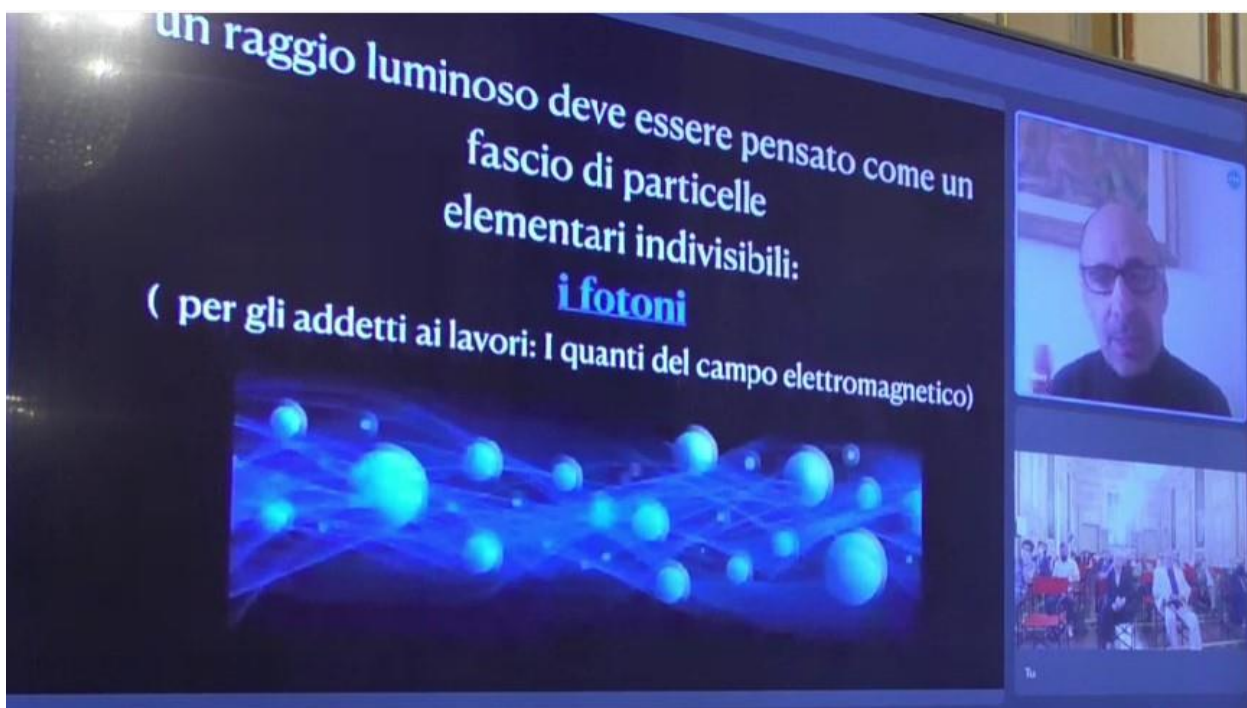 un raggio luminoso deve essere pensato come un
fascio di particelle
elementari indivisibili:
i fotoni
( per gli addetti ai lavori: I quanti del campo elettromagnetico)
Tu